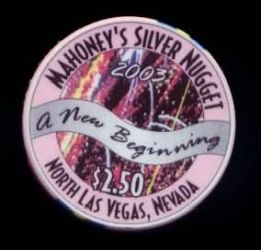 MAHONEY'S SILVER NUGGET
2003
A New Beginning
$2.50
NORTH LAS VEGAS, NEVADA